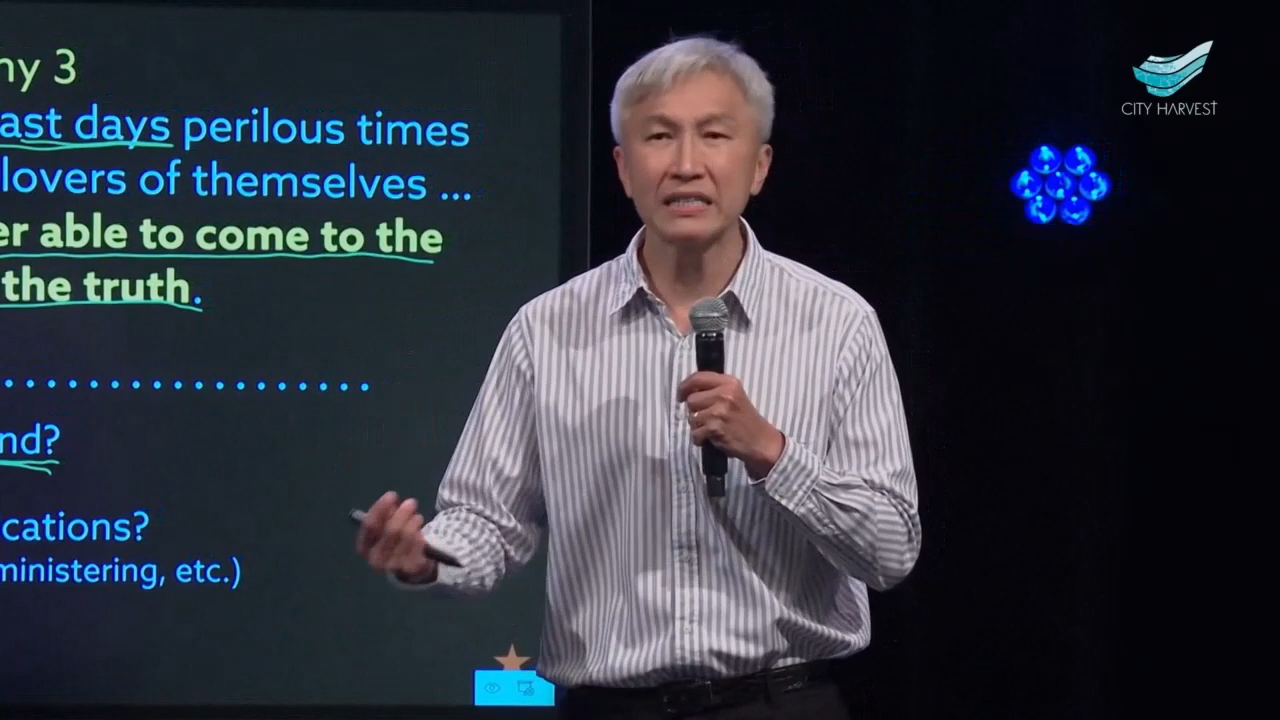 ny 3
ast days perilous times
lovers of themselves ...
er able to come to the
the truth.
..................
nd?
cations?
ministering, etc.)
CITY HARVEST